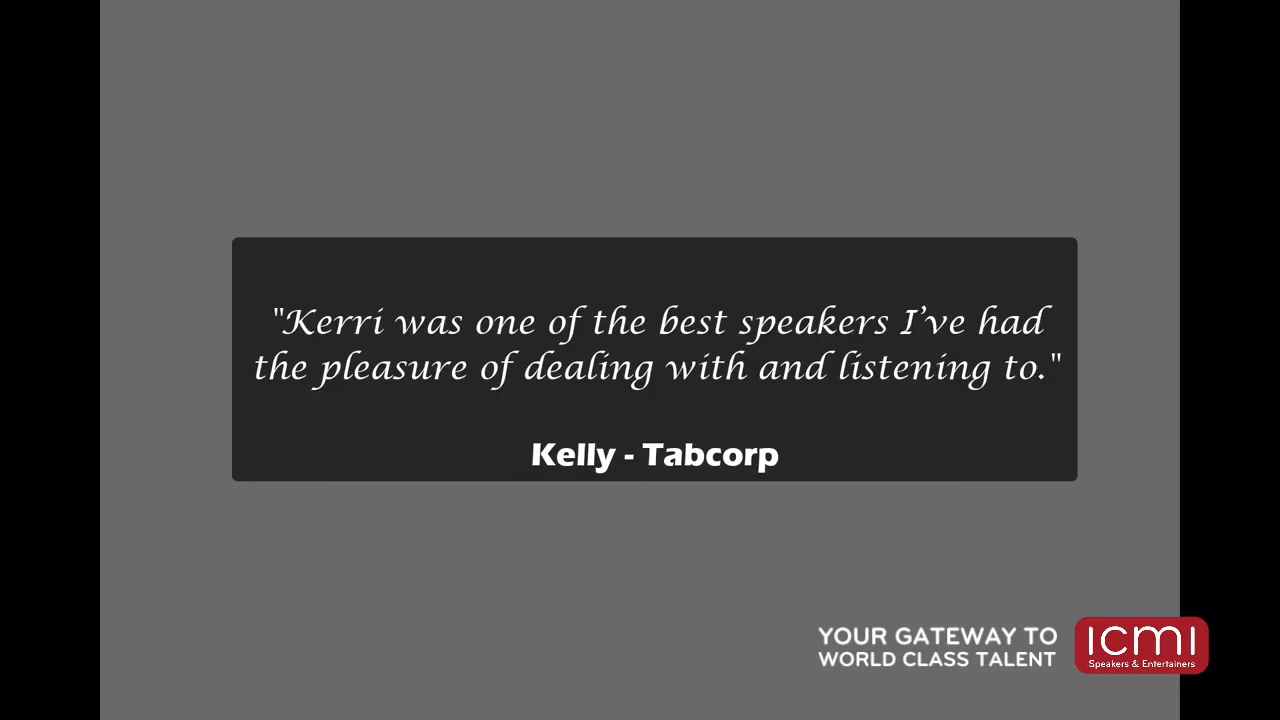 "Kerri was one of the best speakers I’ve had
the pleasure of dealing with and listening to."
Kelly - Tabcorp
YOUR GATEWAY TO
WORLD CLASS TALENT
ICMI
Speakers & Entertainers